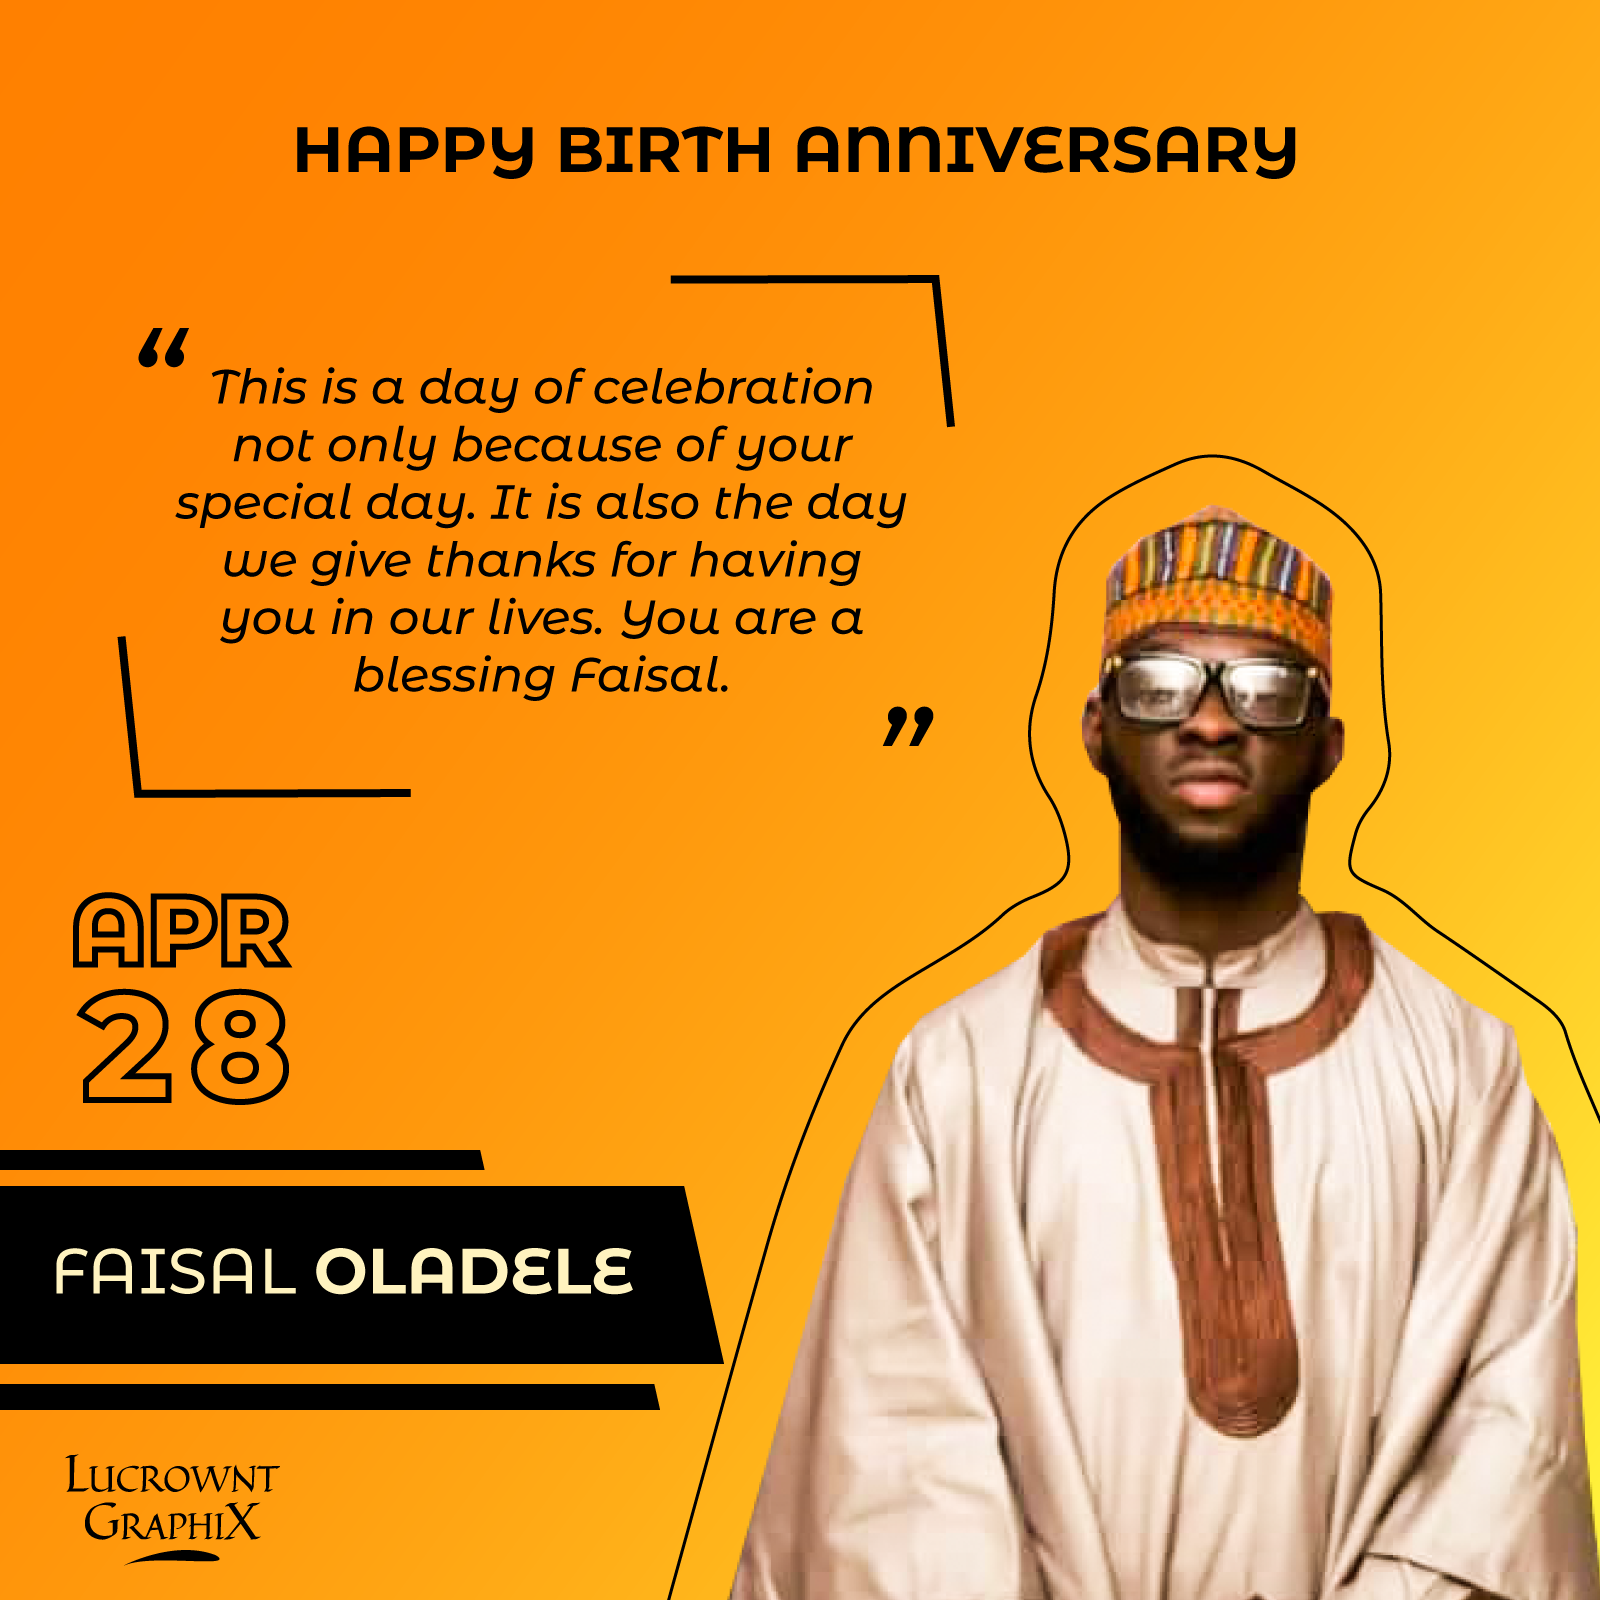 HAPPY BIRTH ANNIVERSARY
“ This is a day of celebration
not only because of your
special day. It is also the day
we give thanks for having
you in our lives. You are a
blessing Faisal. ”
APR
28
FAISAL OLADELE
LUCROWNT
GRAPHIX